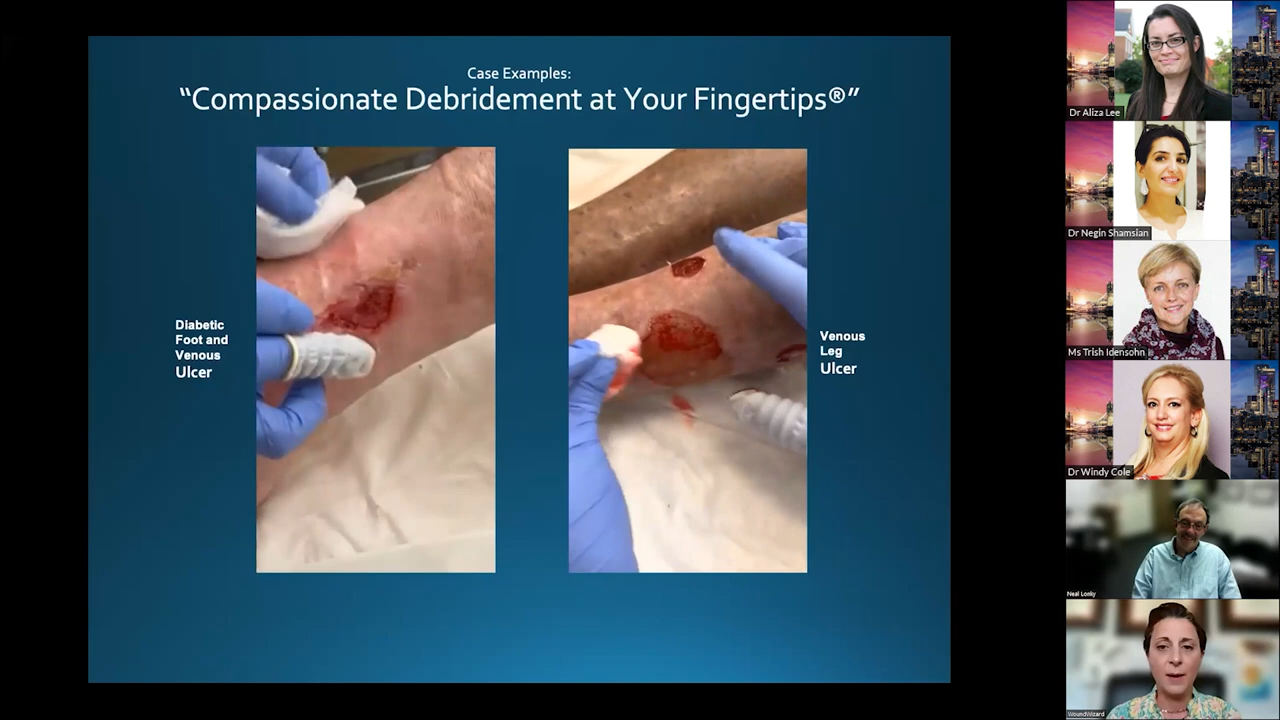 Case Examples:
“Compassionate Debridement at Your Fingertips®”
Diabetic
Foot and
Venous
Ulcer
Venous
Leg
Ulcer
Dr Aliza Lee
Dr Negin Shamsian
Ms Trish Idensohn
Dr Windy Cole
Neal Lonky
WoundWizard